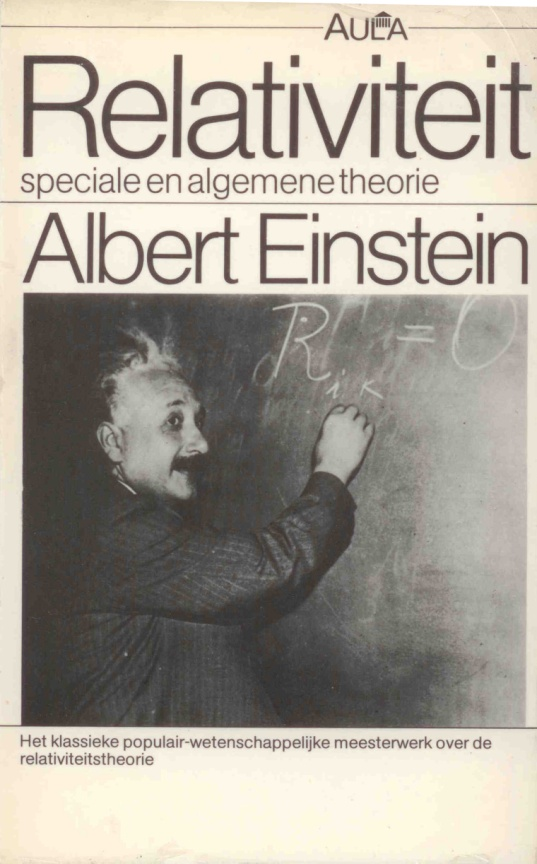 AULA
Relativiteit
speciale en algemene theorie
Albert Einstein
R = 0
i k
Het klassieke populair-wetenschappelijke meesterwerk over de
relativiteitstheorie